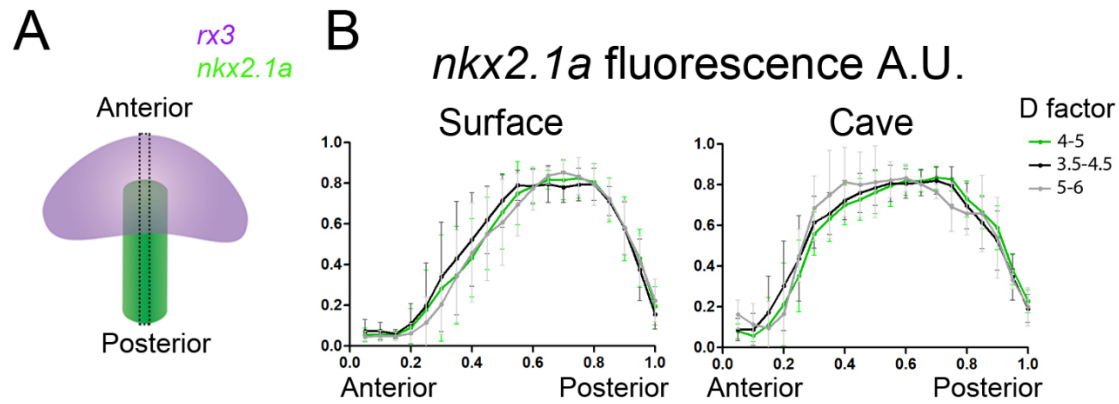 A
rx3
nkx2.1a
Anterior
Posterior
B
nkx2.1a fluorescence A.U.
Surface
1.0
0.8
0.6
0.4
0.2
0.0
0.0 0.2 0.4 0.6 0.8 1.0
Anterior Posterior
Cave
1.0
0.8
0.6
0.4
0.2
0.0
0.0 0.2 0.4 0.6 0.8 1.0
Anterior Posterior
D factor
4-5
3.5-4.5
5-6